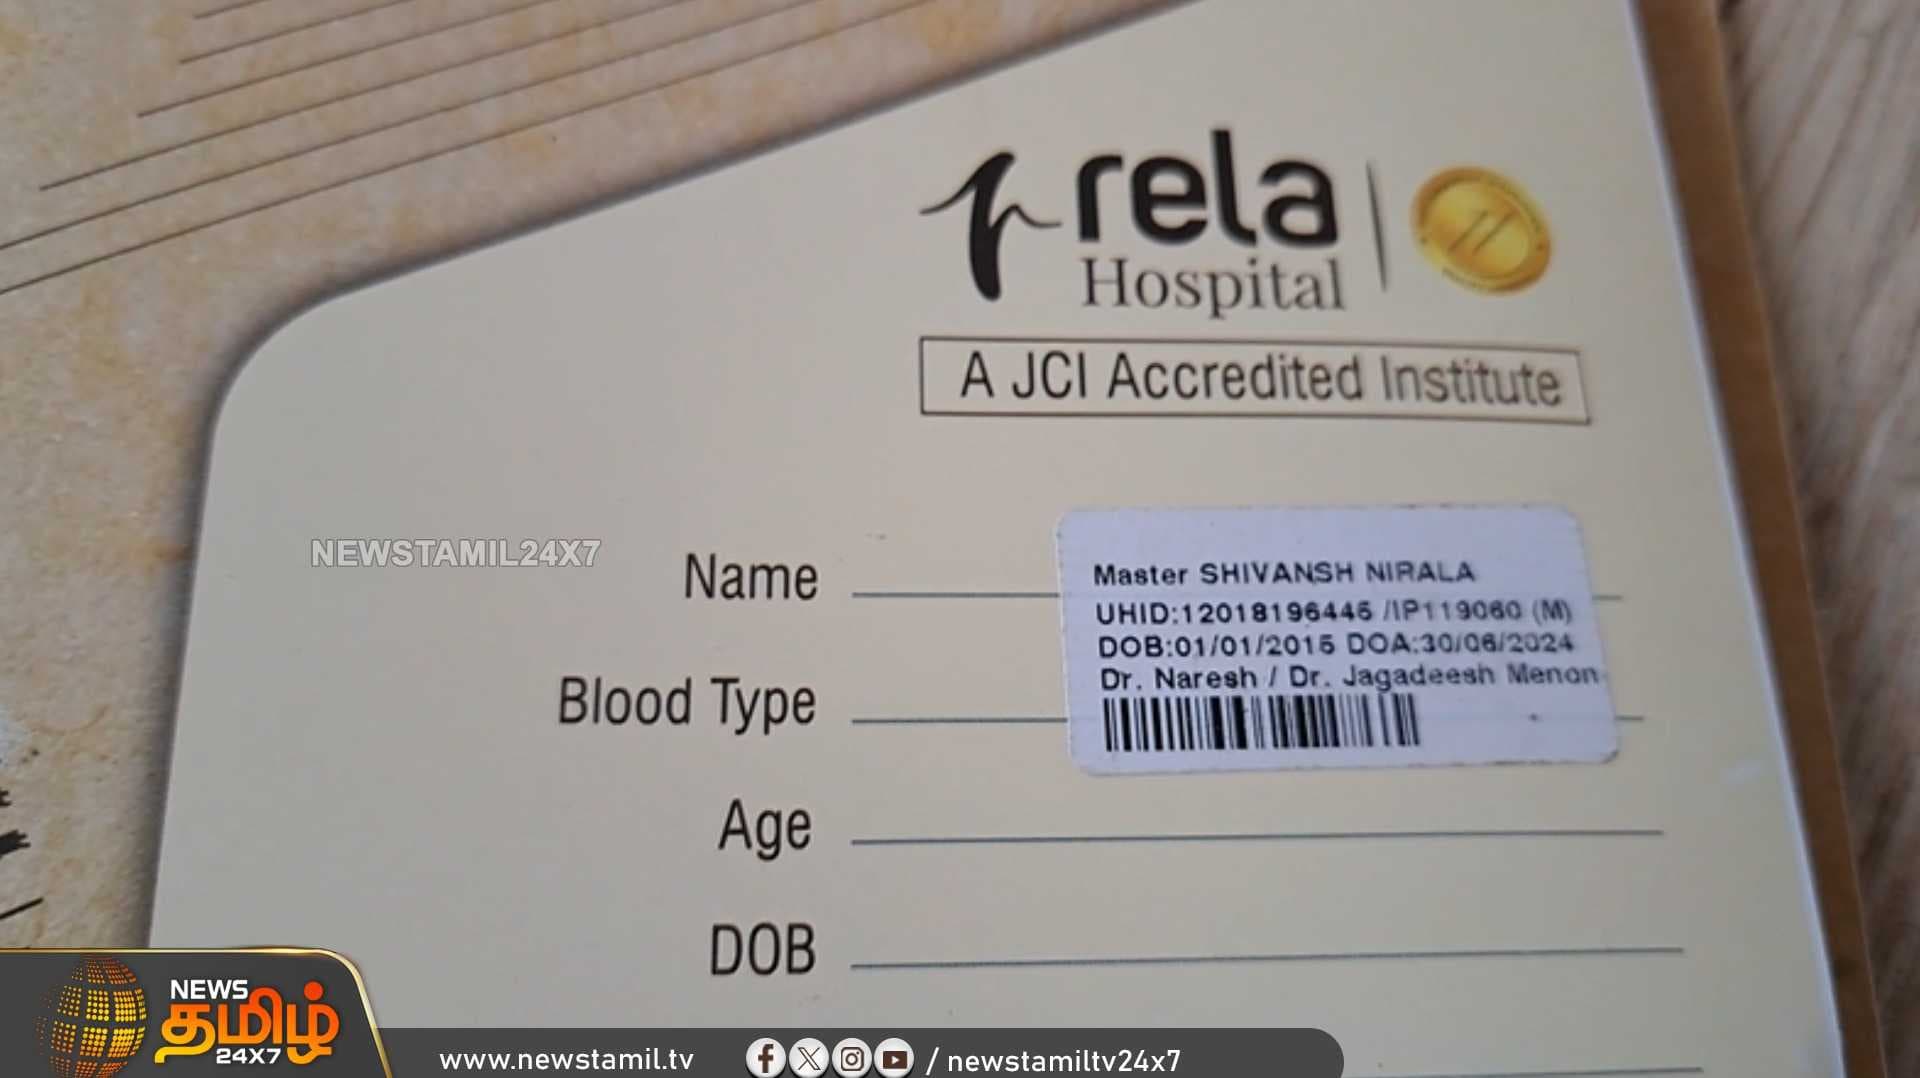 rela
Hospital
A JCI Accredited Institute
NEWSTAMIL24X7
Name
Master SHIVANSH NIRALA
UHID:12018196445 /IP119060 (M)
DOB:01/01/2015 DOA:30/06/2024
Dr. Naresh / Dr. Jagadeesh Menon
Blood Type
Age
DOB
NEWS
தமிழ்
24X7
www.newstamil.tv
/ newstamiltv24x7